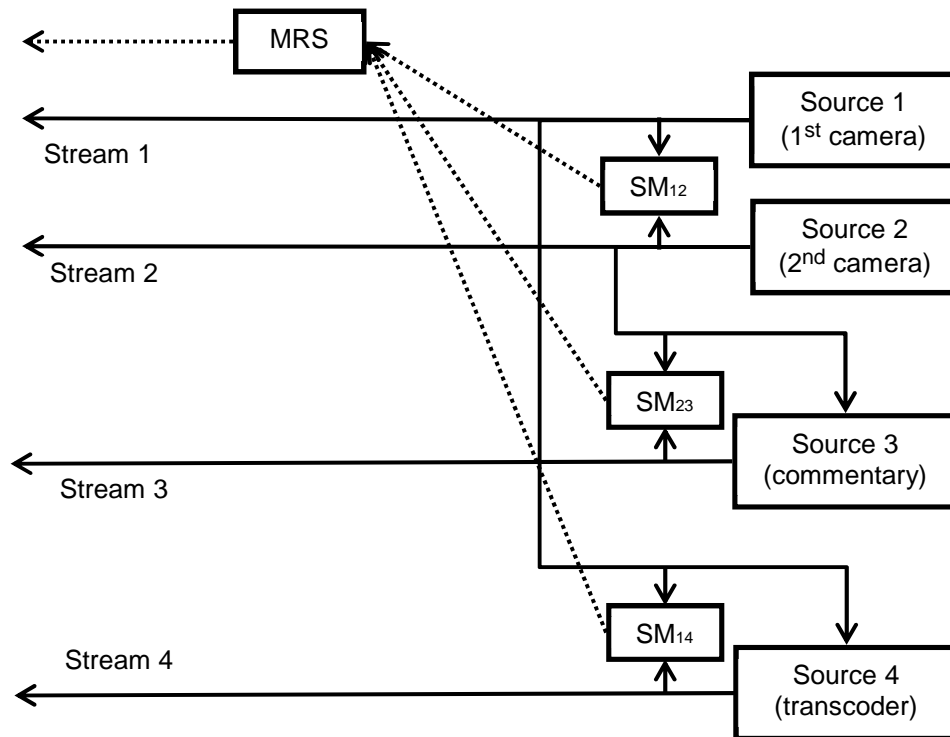 MRS
Source 1
(1st camera)
Stream 1
SM12
Source 2
(2nd camera)
Stream 2
SM23
Source 3
(commentary)
Stream 3
SM14
Stream 4
Source 4
(transcoder)